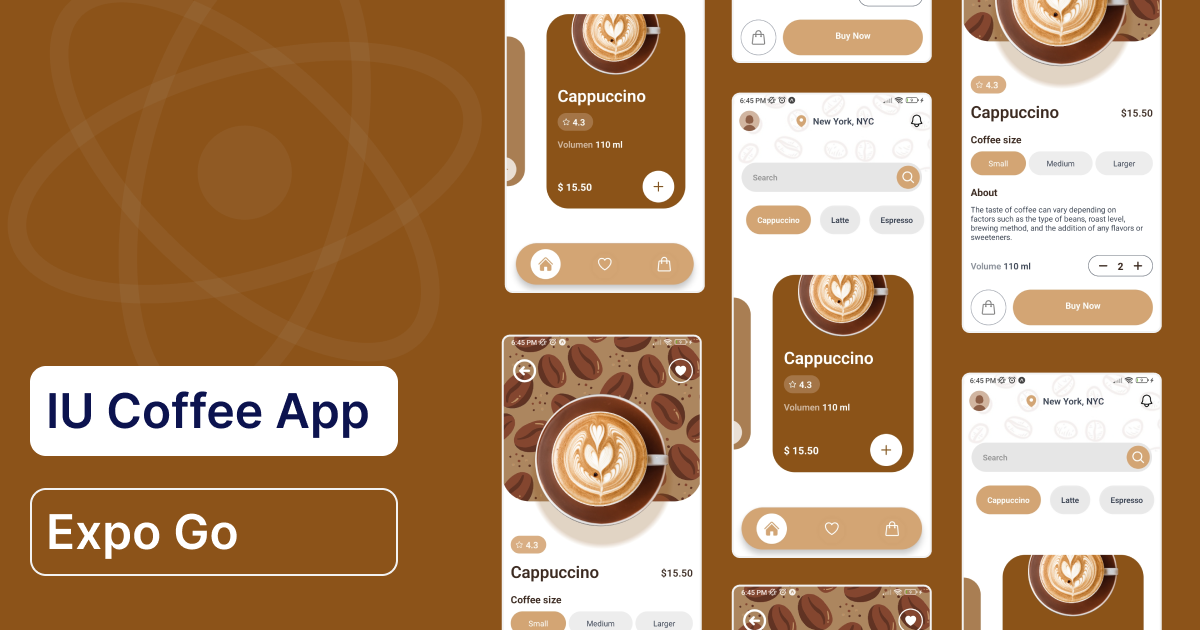 IU Coffee App
Expo Go
Cappuccino
4.3
Volumen 110 ml
$ 15.50
6:45 PM
4.3
Cappuccino
$15.50
Coffee size
Small
Medium
Larger
Buy Now
6:45 PM
New York, NYC
Search
Cappuccino
Latte
Espresso
Cappuccino
4.3
Volumen 110 ml
$ 15.50
6:45 PM
4.3
Cappuccino
$15.50
Coffee size
Small
Medium
Larger
About
The taste of coffee can vary depending on
factors such as the type of beans, roast level,
brewing method, and the addition of any flavors or
sweeteners.
Volume 110 ml
2
Buy Now
6:45 PM
New York, NYC
Search
Cappuccino
Latte
Espresso